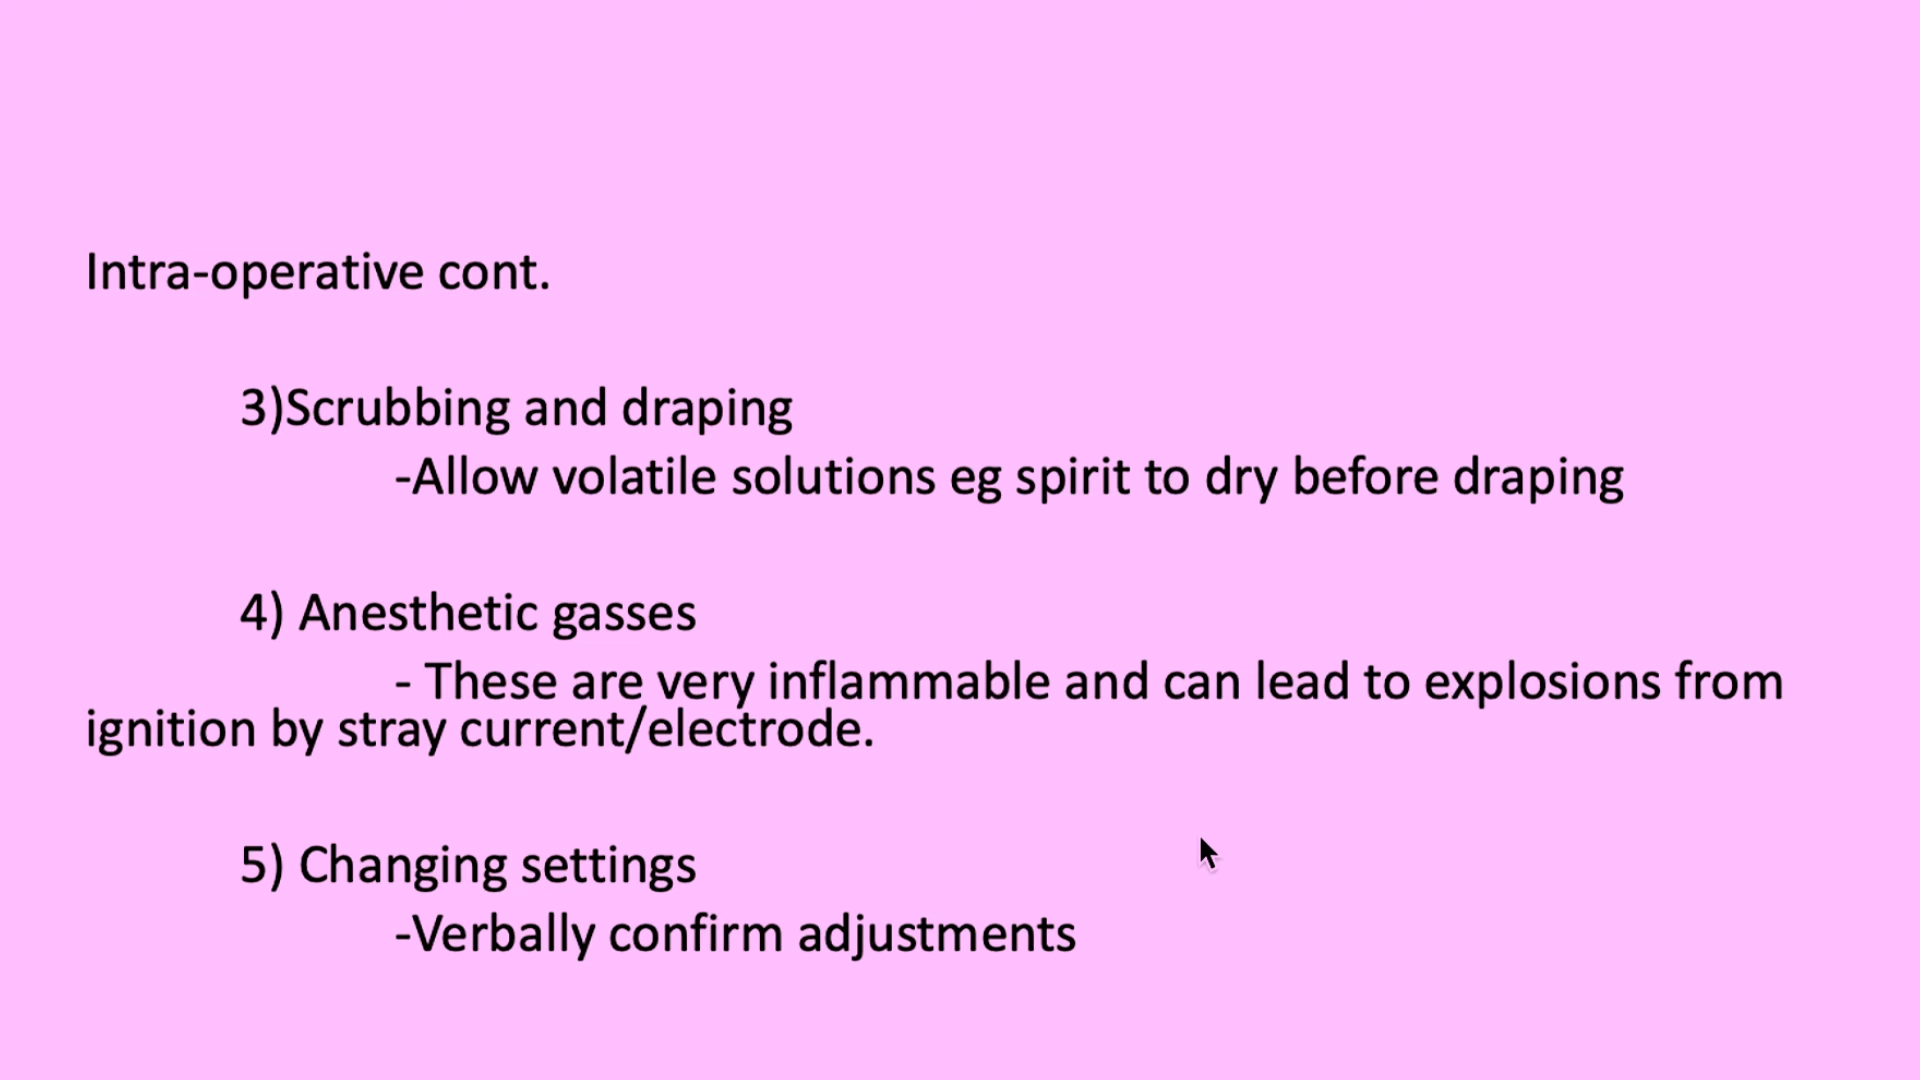 Intra-operative cont.
3)Scrubbing and draping
-Allow volatile solutions eg spirit to dry before draping
4) Anesthetic gasses
- These are very inflammable and can lead to explosions from
ignition by stray current/electrode.
5) Changing settings
-Verbally confirm adjustments